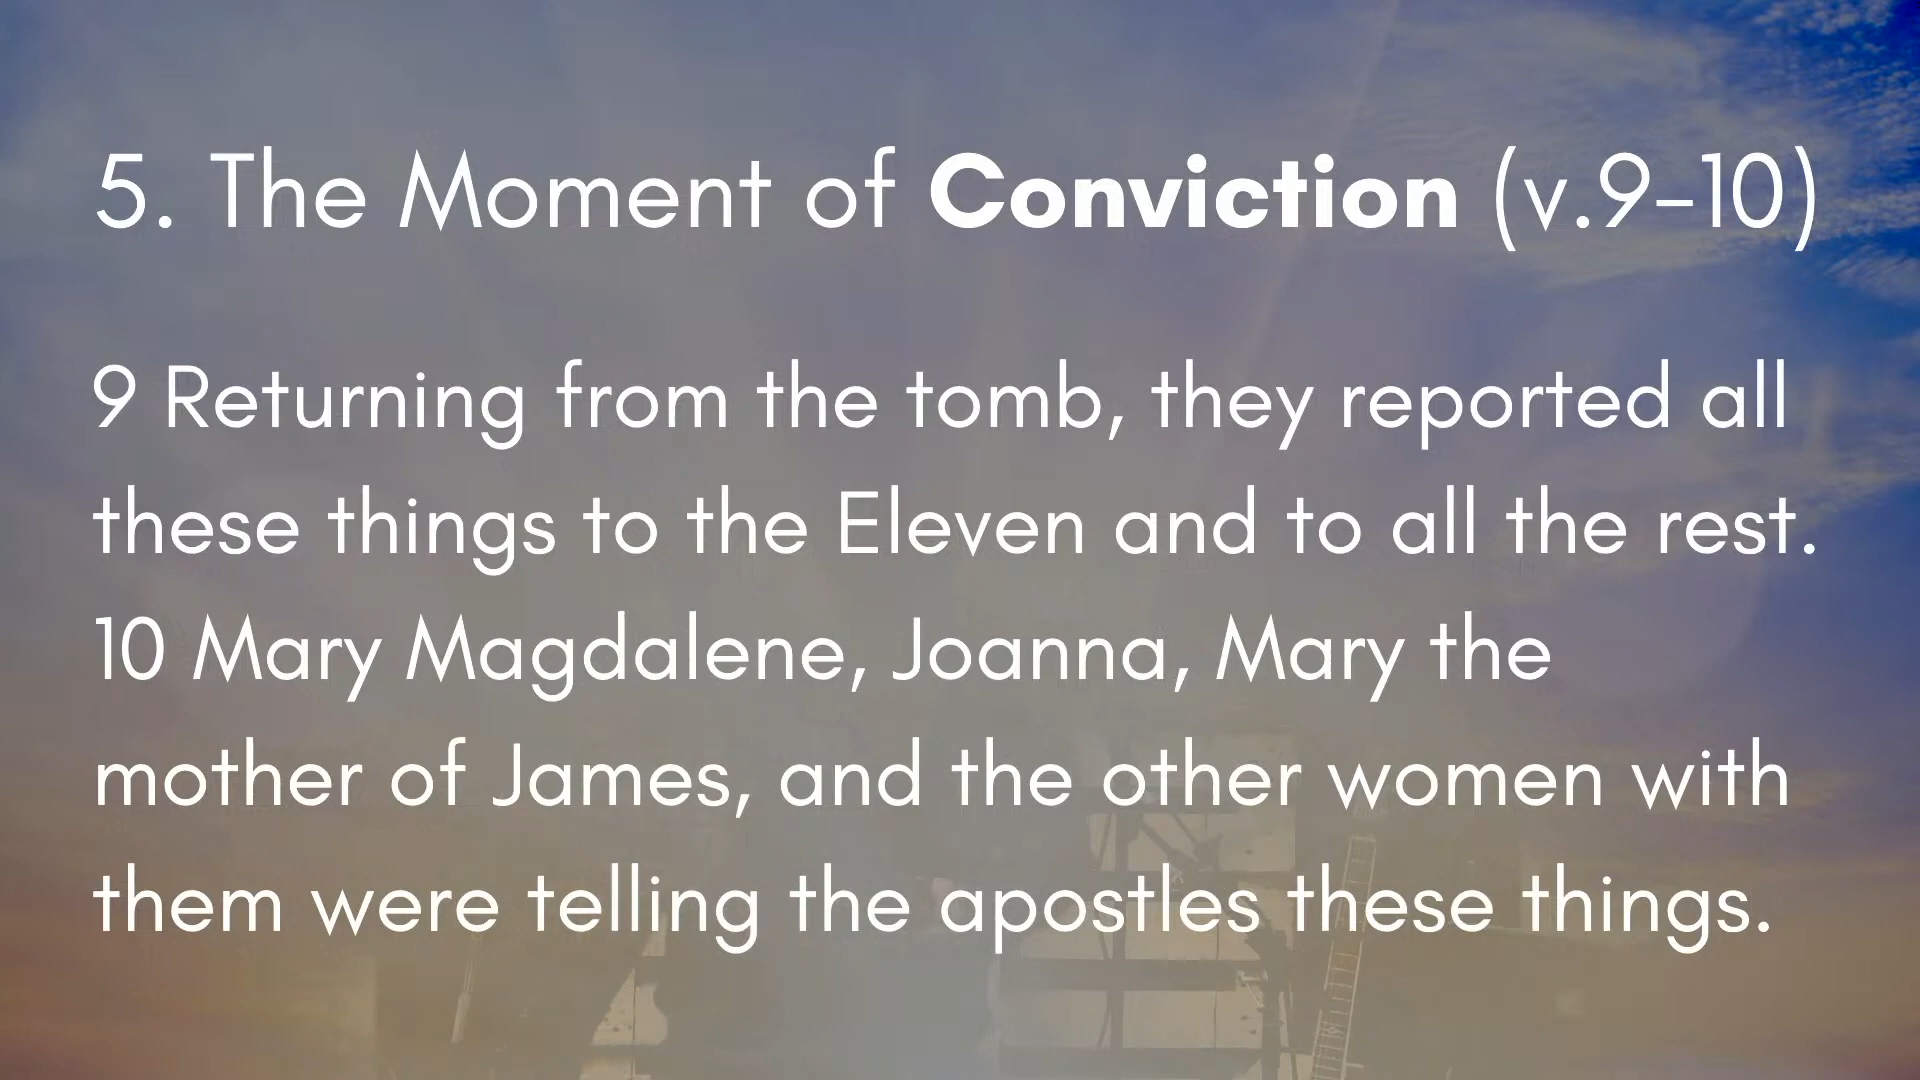 5. The Moment of Conviction (v.9–10)
9 Returning from the tomb, they reported all
these things to the Eleven and to all the rest.
10 Mary Magdalene, Joanna, Mary the
mother of James, and the other women with
them were telling the apostles these things.